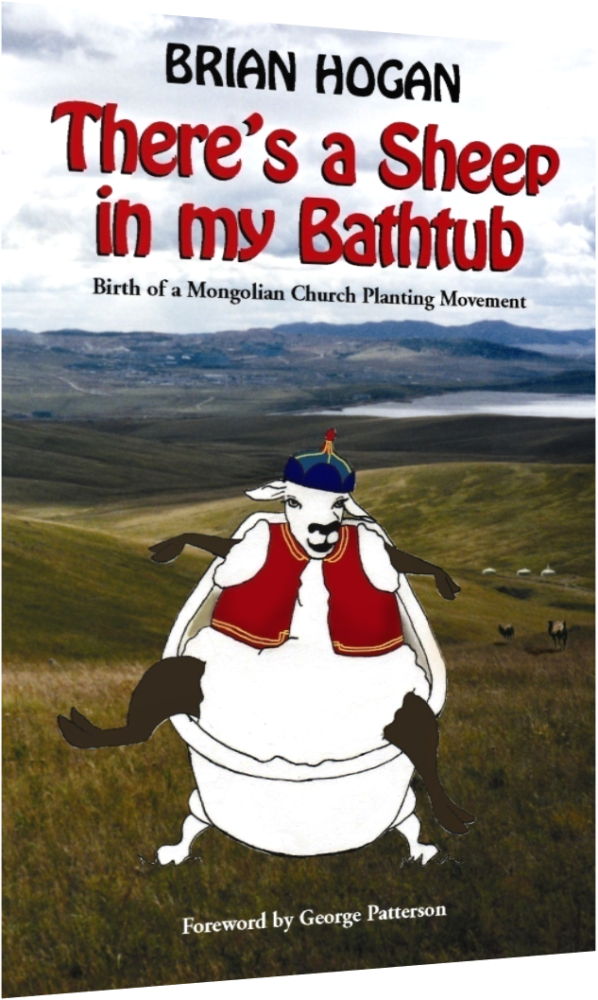 BRIAN HOGAN
There's a Sheep
in my Bathtub
Birth of a Mongolian Church Planting Movement
Foreword by George Patterson